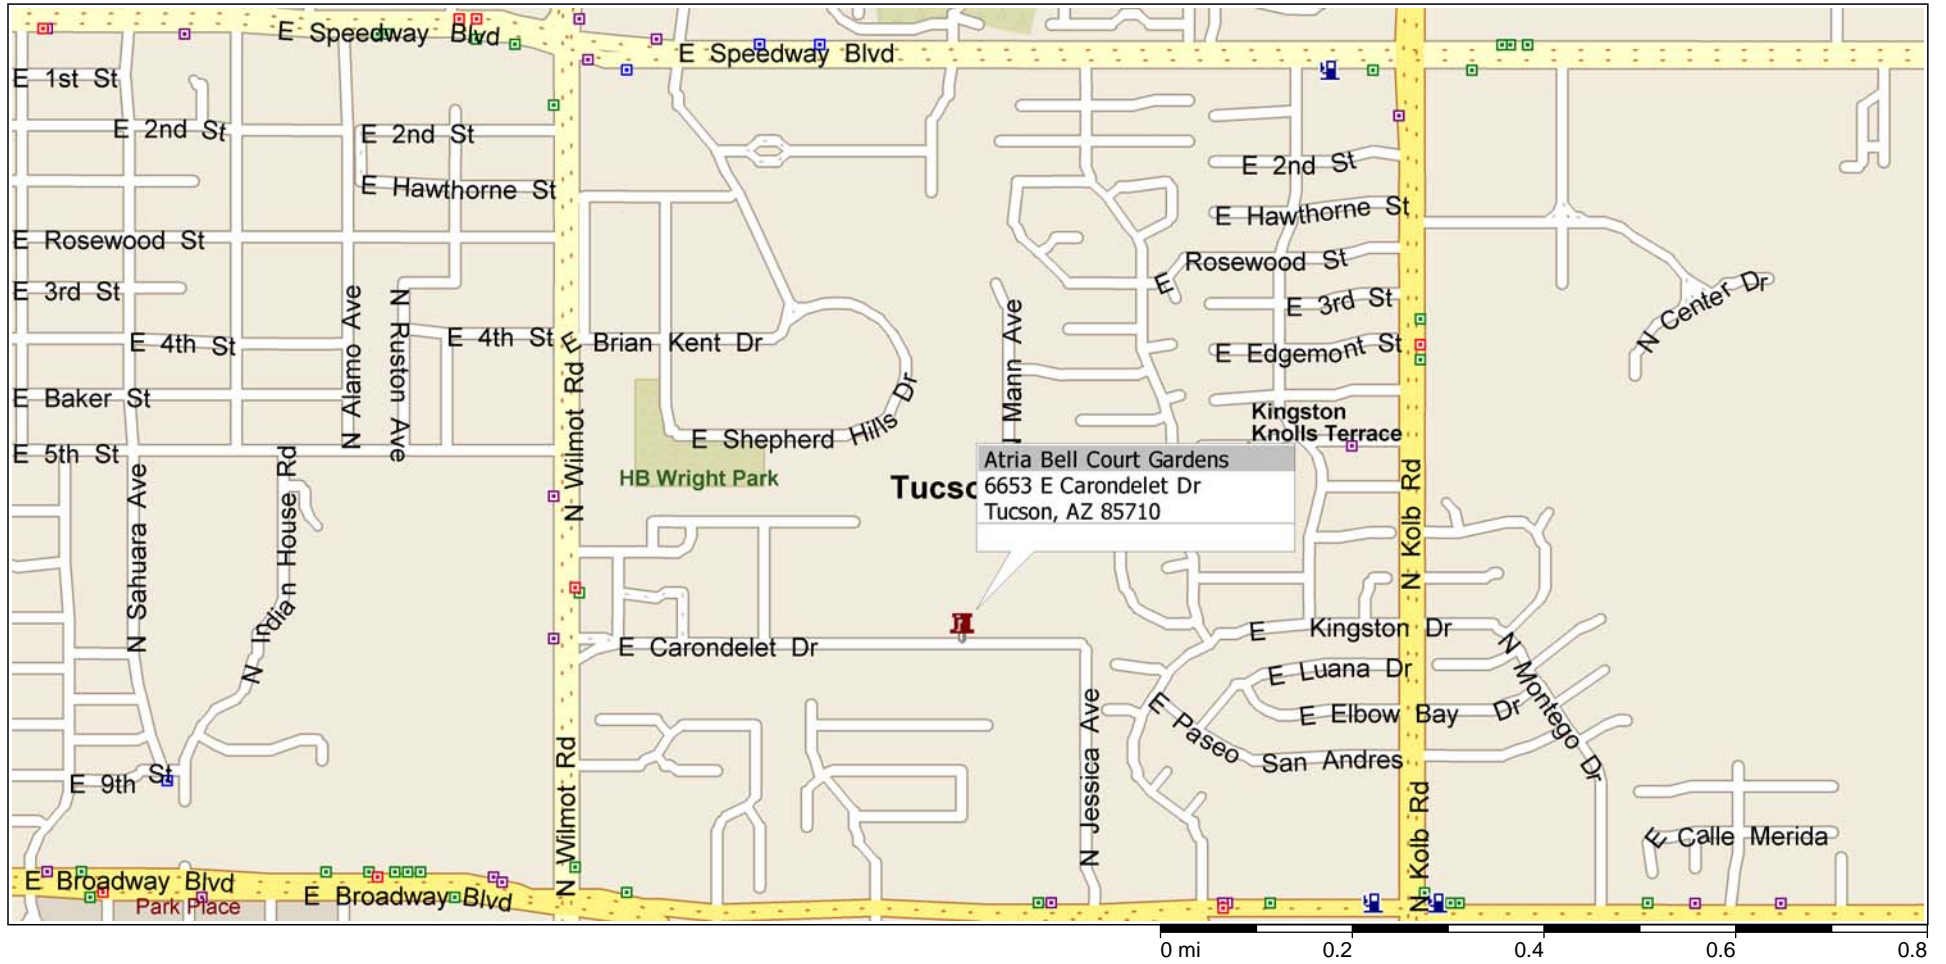 E Speedway Blvd
E Speedway Blvd
E 1st St
E 2nd St
E 2nd St
E 2nd St
E Hawthorne St
E Hawthorne St
E Rosewood St
E Rosewood St
E 3rd St
E 3rd St
N Center Dr
E 4th St
E 4th St
E Brian Kent Dr
E Edgemont St
N Alamo Ave
N Ruston Ave
N Wilmot Rd
N Mann Ave
E Baker St
Kingston
Knolls Terrace
E Shepherd Hills Dr
E 5th St
HB Wright Park
Tucso
Atria Bell Court Gardens
6653 E Carondelet Dr
Tucson, AZ 85710
N Kolb Rd
N Sahuara Ave
N Indian House Rd
E Kingston Dr
E Carondelet Dr
E Luana Dr
N Montego Dr
E Elbow Bay Dr
E Paseo San Andres
N Jessica Ave
E 9th St
N Wilmot Rd
N Kolb Rd
E Calle Merida
E Broadway Blvd
E Broadway Blvd
Park Place
0 mi 0.2 0.4 0.6 0.8